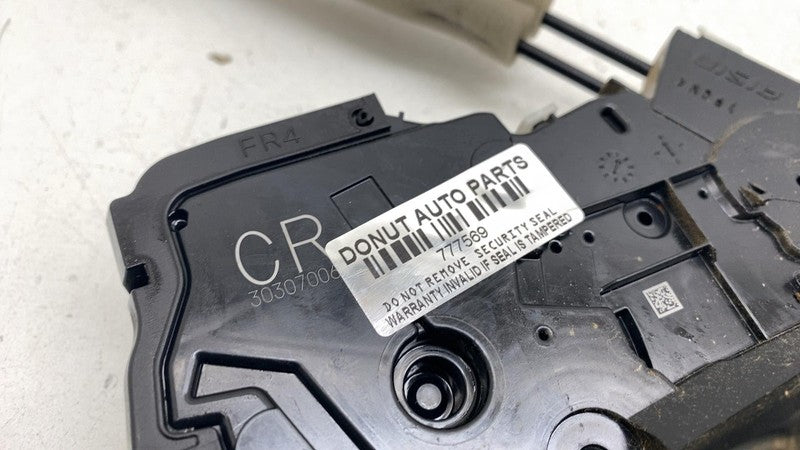 FR4
CR
3030700
DONUT AUTO PARTS
777569
DO NOT REMOVE SECURITY SEAL
WARRANTY INVALID IF SEAL IS TAMPERED